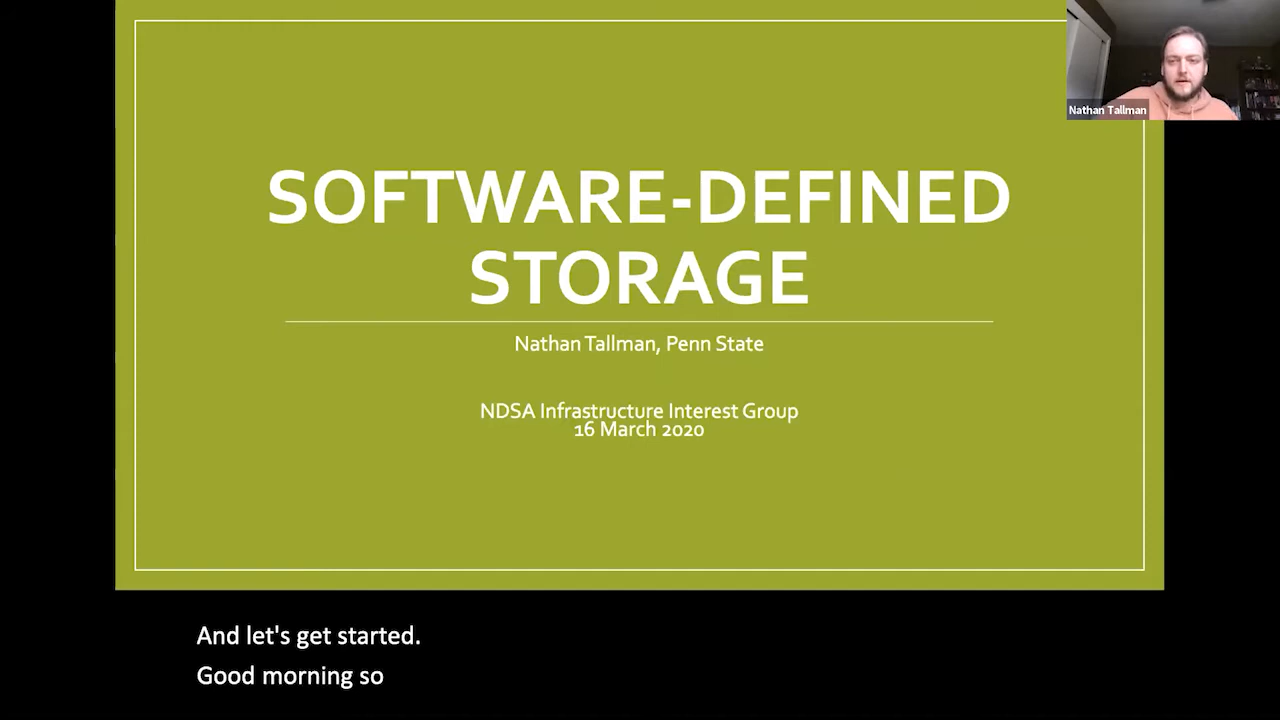 SOFTWARE-DEFINED
STORAGE
Nathan Tallman, Penn State
NDSA Infrastructure Interest Group
16 March 2020
Nathan Tallman
And let's get started.
Good morning so